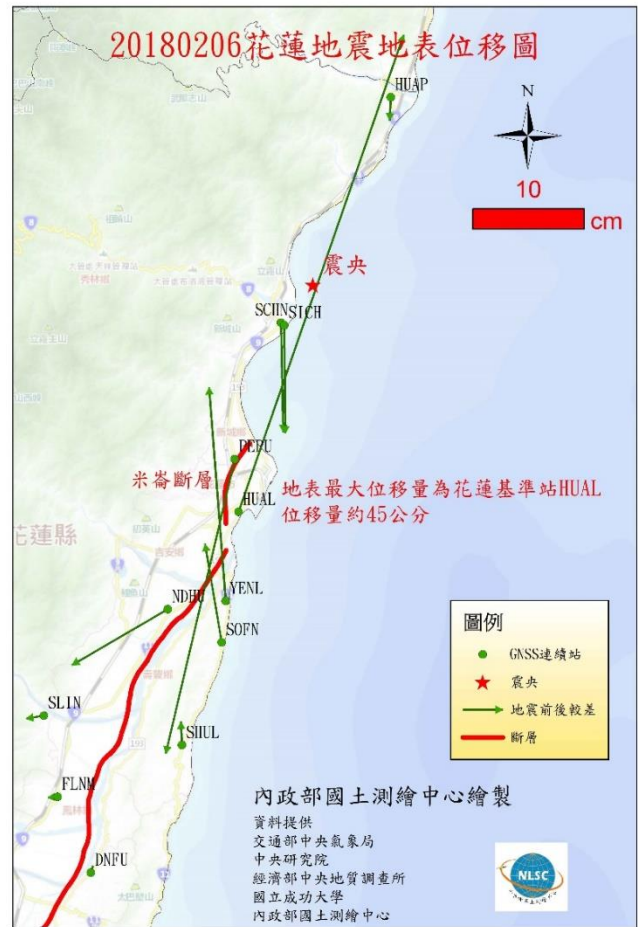 20180206花蓮地震地表位移圖
HUAP
N
10
cm
震央
SCHN
SICH
PEPU
米崙斷層
地表最大位移量為花蓮基準站HUAL
位移量約45公分
HUAL
花蓮縣
193
YENL
NDHU
SOFN
SLIN
SHUL
FLNM
DNFU
圖例
GNSS連續站
震央
地震前後較差
斷層
內政部國土測繪中心繪製
資料提供
交通部中央氣象局
中央研究院
經濟部中央地質調查所
國立成功大學
內政部國土測繪中心
NLSC